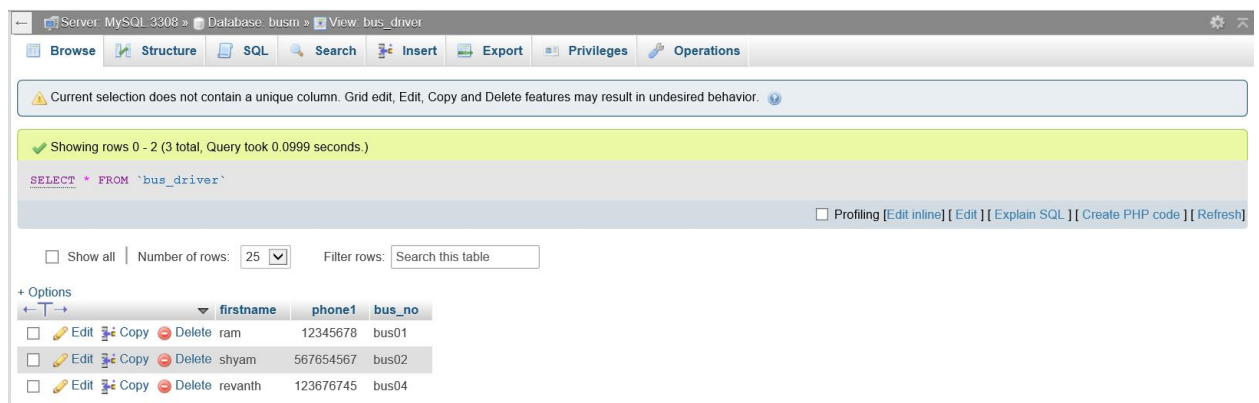 Server: MySQL:3308 » Database: busm » View: bus_driver
Browse Structure SQL Search Insert Export Privileges Operations
Current selection does not contain a unique column. Grid edit, Edit, Copy and Delete features may result in undesired behavior.
Showing rows 0 - 2 (3 total, Query took 0.0999 seconds.)
SELECT * FROM `bus_driver`
Profiling [Edit inline] [ Edit ] [ Explain SQL ] [ Create PHP code ] [ Refresh]
Show all | Number of rows: 25 Filter rows: Search this table
+ Options
←T→ firstname phone1 bus_no
Edit Copy Delete ram 12345678 bus01
Edit Copy Delete shyam 567654567 bus02
Edit Copy Delete revanth 123676745 bus04